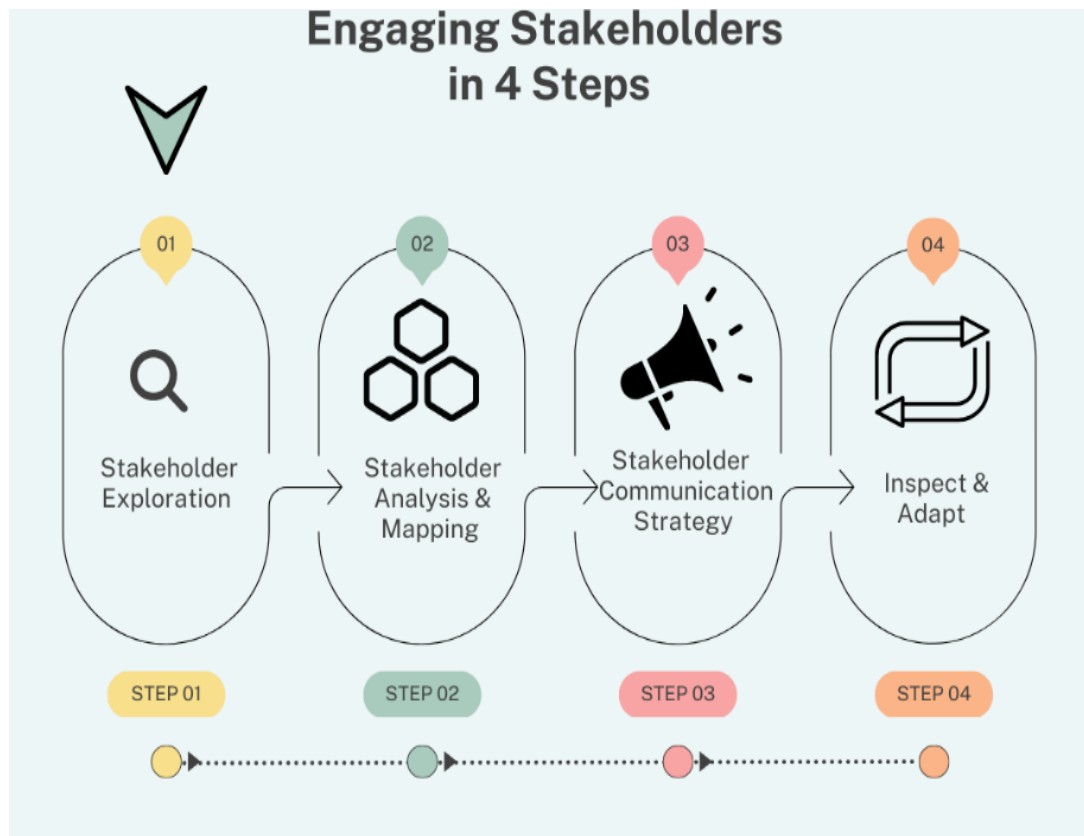 Engaging Stakeholders
in 4 Steps
01
02
03
04
Stakeholder
Exploration
Stakeholder
Analysis &
Mapping
Stakeholder
Communication
Strategy
Inspect &
Adapt
STEP 01
STEP 02
STEP 03
STEP 04